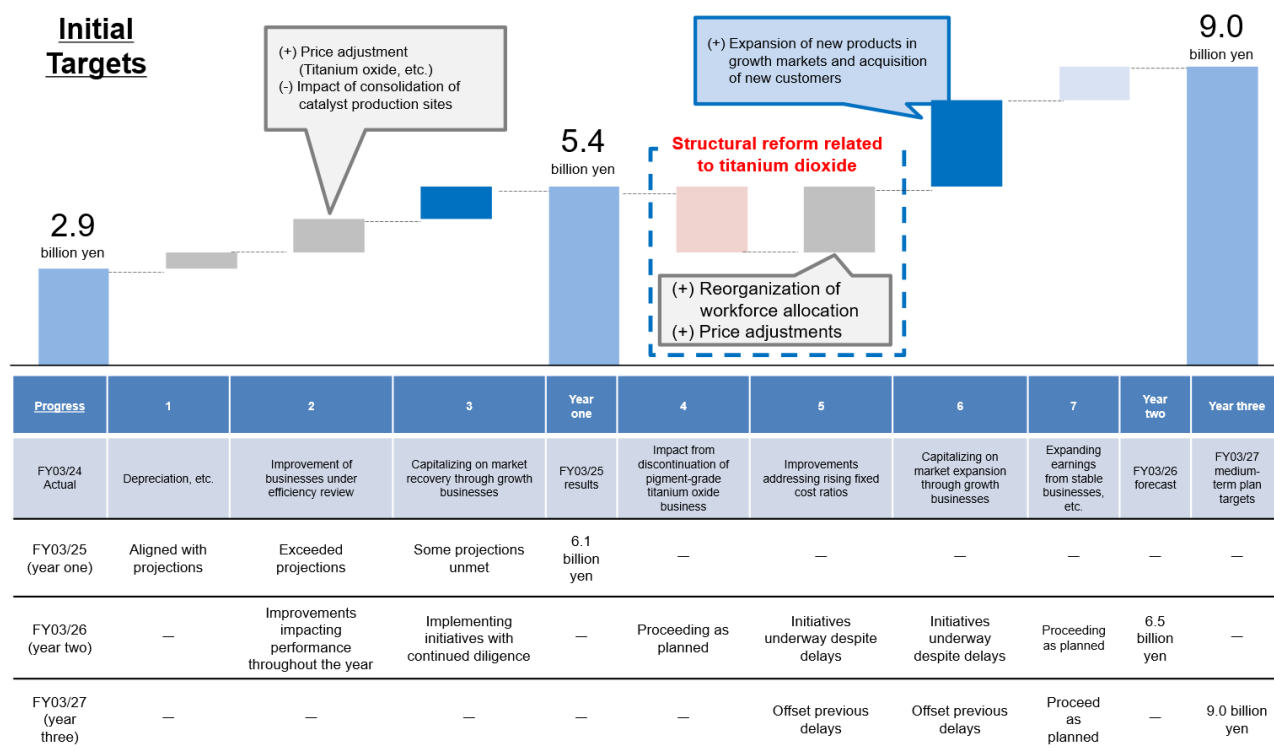 Initial
Targets
(+) Price adjustment
(Titanium oxide, etc.)
(-) Impact of consolidation of
catalyst production sites
(+) Expansion of new products in
growth markets and acquisition
of new customers
9.0
billion yen
5.4
billion yen
Structural reform related
to titanium dioxide
2.9
billion yen
(+) Reorganization of
workforce allocation
(+) Price adjustments
Progress
1
2
3
Year
one
4
5
6
7
Year
two
Year three
FY03/24
Actual
Depreciation, etc.
Improvement of
businesses under
efficiency review
Capitalizing on market
recovery through growth
businesses
FY03/25
results
Impact from
discontinuation of
pigment-grade
titanium oxide
business
Improvements
addressing rising fixed
cost ratios
Capitalizing on
market expansion
through growth
businesses
Expanding
earnings
from stable
businesses,
etc.
FY03/26
forecast
FY03/27
medium-
term plan
targets
FY03/25
(year one)
Aligned with
projections
Exceeded
projections
Some projections
unmet
6.1
billion
yen
—
—
—
—
—
—
FY03/26
(year two)
—
Improvements
impacting
performance
throughout the year
Implementing
initiatives with
continued diligence
—
Proceeding as
planned
Initiatives
underway despite
delays
Initiatives
underway
despite delays
Proceeding
as planned
6.5
billion
yen
—
FY03/27
(year
three)
—
—
—
—
—
Offset previous
delays
Offset previous
delays
Proceed
as
planned
—
9.0 billion
yen